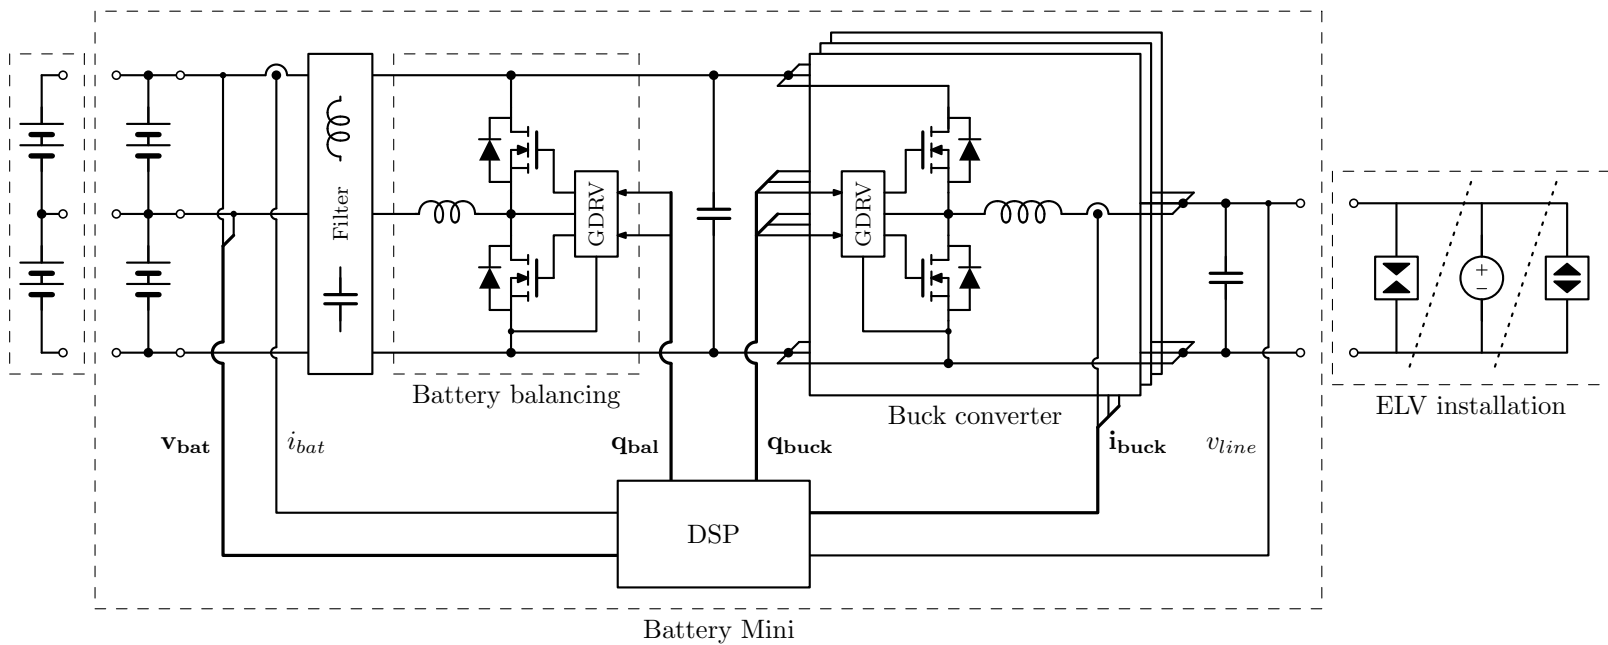 Filter
GDRV
GDRV
+
−
Battery balancing
Buck converter
ELV installation
v_bat
i_bat
q_bal
q_buck
i_buck
v_line
DSP
Battery Mini